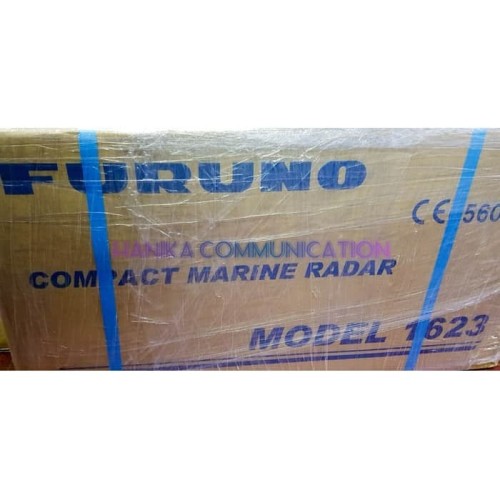 FURUNO
CE 560
HANIKA COMMUNICATION
COMPACT MARINE RADAR
MODEL 1623